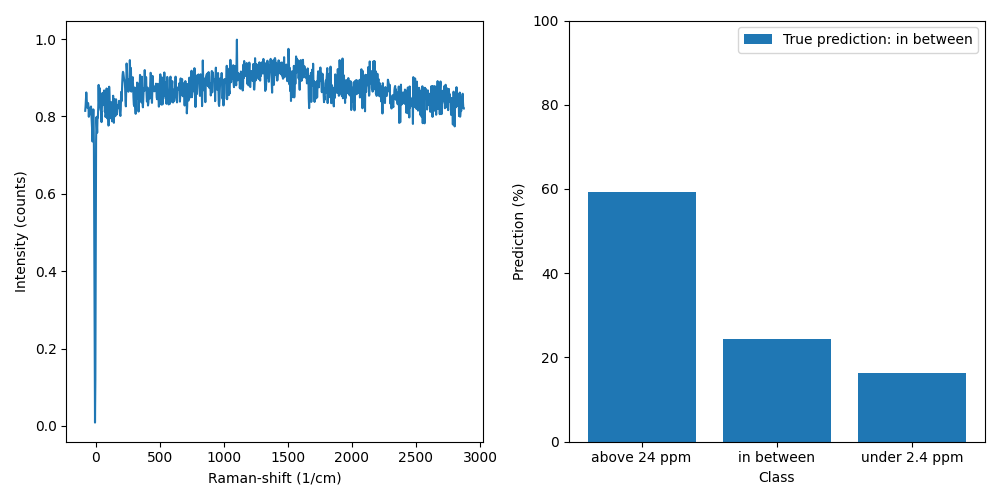 1.0
0.8
0.6
0.4
0.2
0.0
Intensity (counts)
0 500 1000 1500 2000 2500 3000
Raman-shift (1/cm)
100
80
60
40
20
0
Prediction (%)
True prediction: in between
above 24 ppm in between under 2.4 ppm
Class